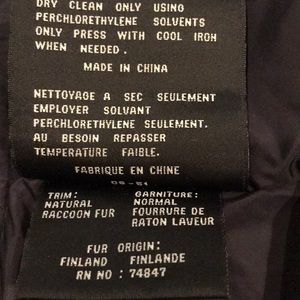 DRY CLEAN ONLY USING
PERCHLORETHYLENE SOLVENTS
ONLY PRESS WITH COOL IRON
WHEN NEEDED.
MADE IN CHINA
NETTOYAGE A SEC SEULEMENT
EMPLOYER SOLVANT
PERCHLORETHYLENE SEULEMENT.
AU BESOIN REPASSER
TEMPERATURE FAIBLE.
FABRIQUE EN CHINE
TRIM:
NATURAL
RACCOON FUR
GARNITURE:
NORMAL
FOURRURE DE
RATON LAVEUR
FUR ORIGIN:
FINLAND FINLANDE
RN NO : 74847